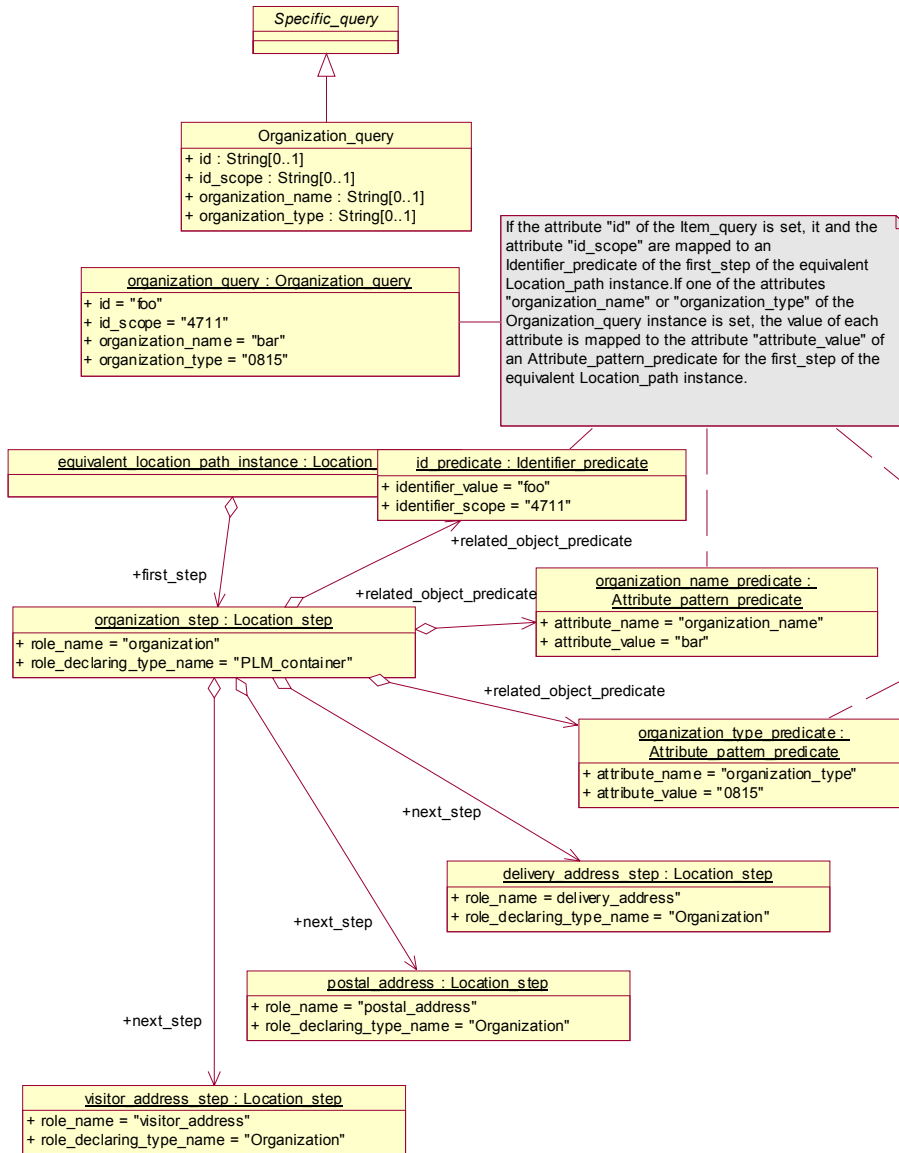 Specific_query
Organization_query
+ id : String[0..1]
+ id_scope : String[0..1]
+ organization_name : String[0..1]
+ organization_type : String[0..1]
If the attribute "id" of the Item_query is set, it and the
attribute "id_scope" are mapped to an
Identifier_predicate of the first_step of the equivalent
Location_path instance.If one of the attributes
"organization_name" or "organization_type" of the
Organization_query instance is set, the value of each
attribute is mapped to the attribute "attribute_value" of
an Attribute_pattern_predicate for the first_step of the
equivalent Location_path instance.
organization_query : Organization_query
+ id = "foo"
+ id_scope = "4711"
+ organization_name = "bar"
+ organization_type = "0815"
equivalent_location_path_instance : Location
id_predicate : Identifier_predicate
+ identifier_value = "foo"
+ identifier_scope = "4711"
+related_object_predicate
+first_step
+related_object_predicate
organization_name_predicate :
Attribute_pattern_predicate
+ attribute_name = "organization_name"
+ attribute_value = "bar"
organization_step : Location_step
+ role_name = "organization"
+ role_declaring_type_name = "PLM_container"
+related_object_predicate
organization_type_predicate :
Attribute_pattern_predicate
+ attribute_name = "organization_type"
+ attribute_value = "0815"
+next_step
delivery_address_step : Location_step
+ role_name = delivery_address"
+ role_declaring_type_name = "Organization"
+next_step
postal_address : Location_step
+ role_name = "postal_address"
+ role_declaring_type_name = "Organization"
+next_step
visitor_address_step : Location_step
+ role_name = "visitor_address"
+ role_declaring_type_name = "Organization"